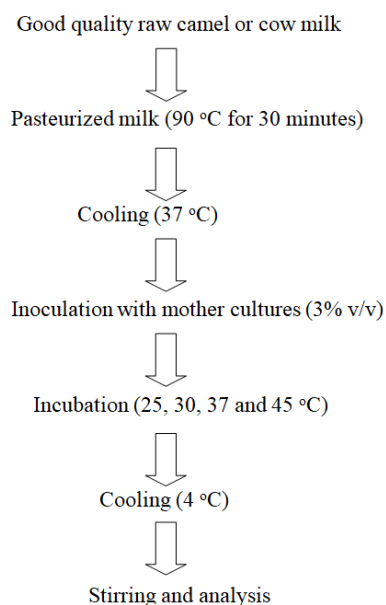 Good quality raw camel or cow milk
Pasteurized milk (90 °C for 30 minutes)
Cooling (37 °C)
Inoculation with mother cultures (3% v/v)
Incubation (25, 30, 37 and 45 °C)
Cooling (4 °C)
Stirring and analysis